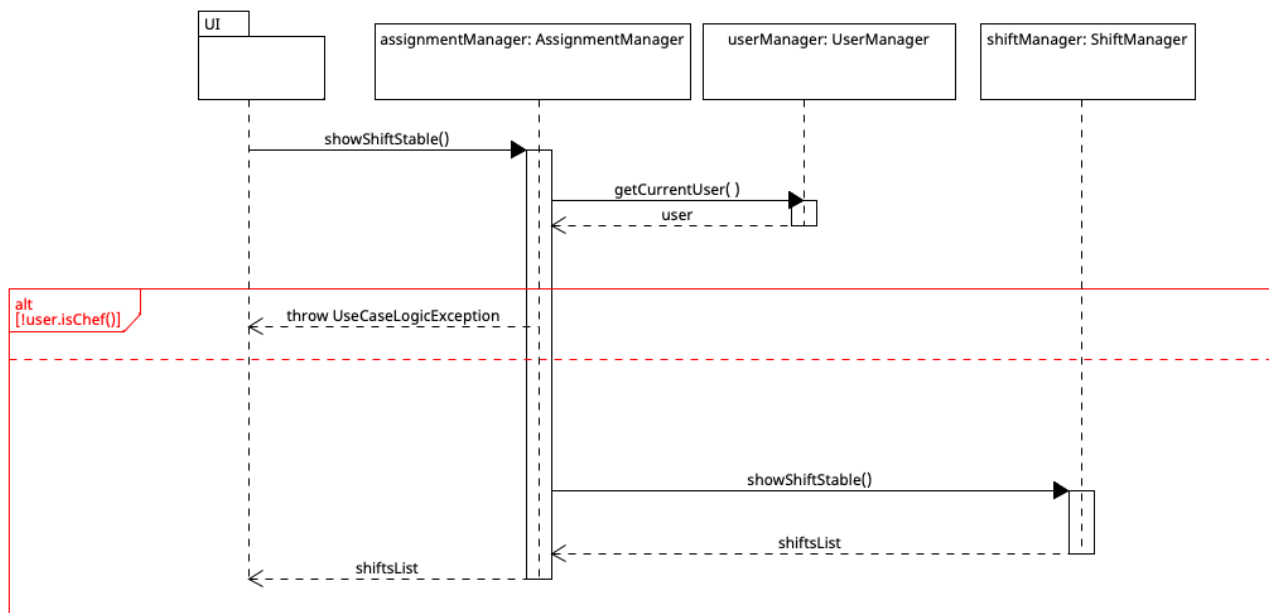 UI
assignmentManager: AssignmentManager
userManager: UserManager
shiftManager: ShiftManager
showShiftStable()
getCurrentUser( )
user
alt
[!user.isChef()]
throw UseCaseLogicException
showShiftStable()
shiftsList
shiftsList